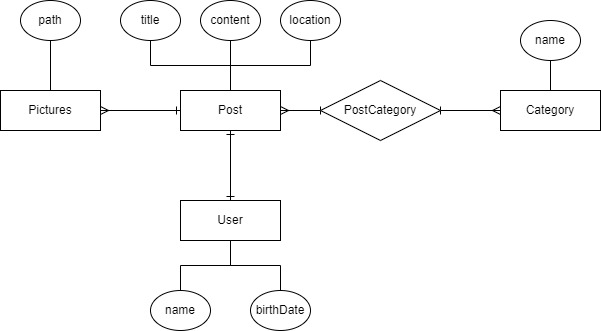 path
title
content
location
name
Pictures
Post
PostCategory
Category
User
name
birthDate